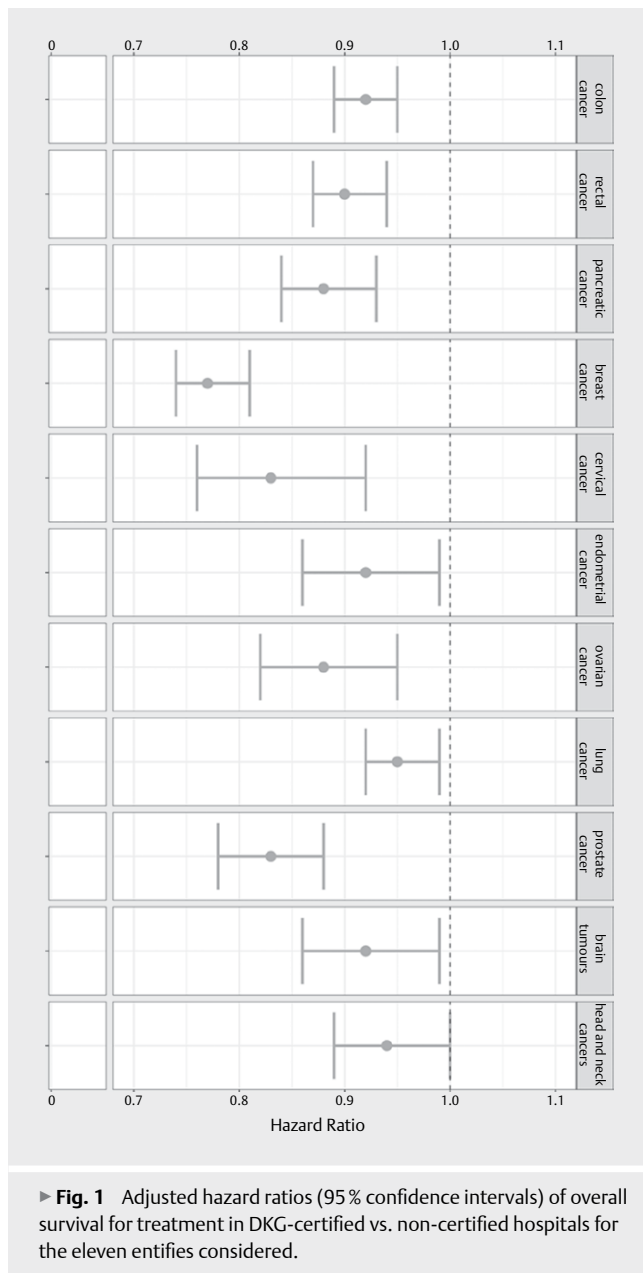 0 0.7 0.8 0.9 1.0 1.1
colon
cancer
rectal
cancer
pancreatic
cancer
breast
cancer
cervical
cancer
endometrial
cancer
ovarian
cancer
lung
cancer
prostate
cancer
brain
tumours
head and neck
cancers
0 0.7 0.8 0.9 1.0 1.1
Hazard Ratio
▶ Fig. 1 Adjusted hazard ratios (95 % confidence intervals) of overall
survival for treatment in DKG-certified vs. non-certified hospitals for
the eleven entifies considered.